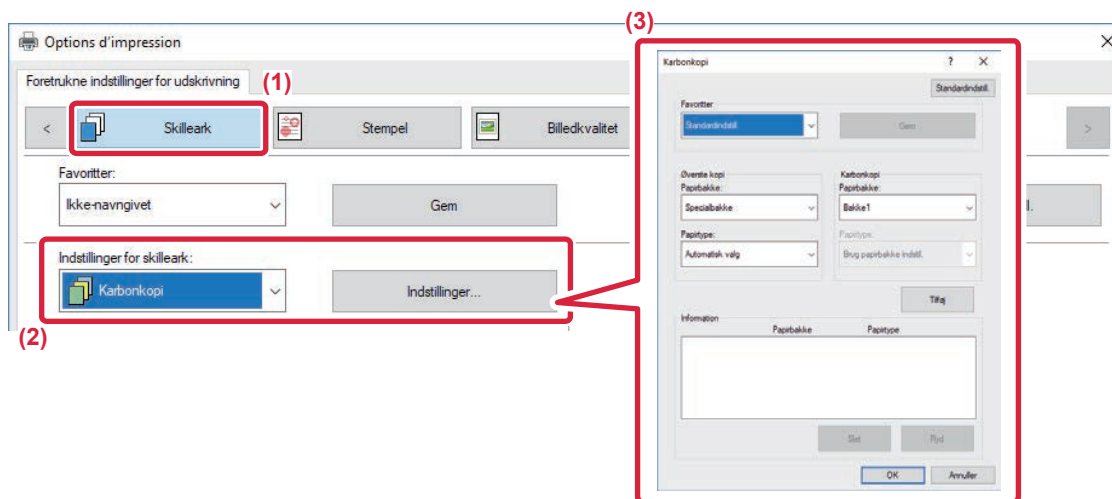 (3)
Options d'impression
Foretrukne indstillinger for udskrivning
(1)
<
Skilleark
Stempel
Billedkvalitet
>
Favoritter:
Ikke-navngivet
Gem
l.
Indstillinger for skilleark:
Karbonkopi
Indstillinger...
(2)
Karbonkopi
?
Standardindstill.
Favoritter
Standardindstill
Gem
Øverste kopi
Karbonkopi
Papirbakke:
Papirbakke:
Specialbakke
Bakke1
Papirtype:
Papirtype:
Automatisk valg
Brug papirbakke indstil.
Tilføj
Information
Papirbakke
Papirtype
Slet
Ryd
OK
Annuller